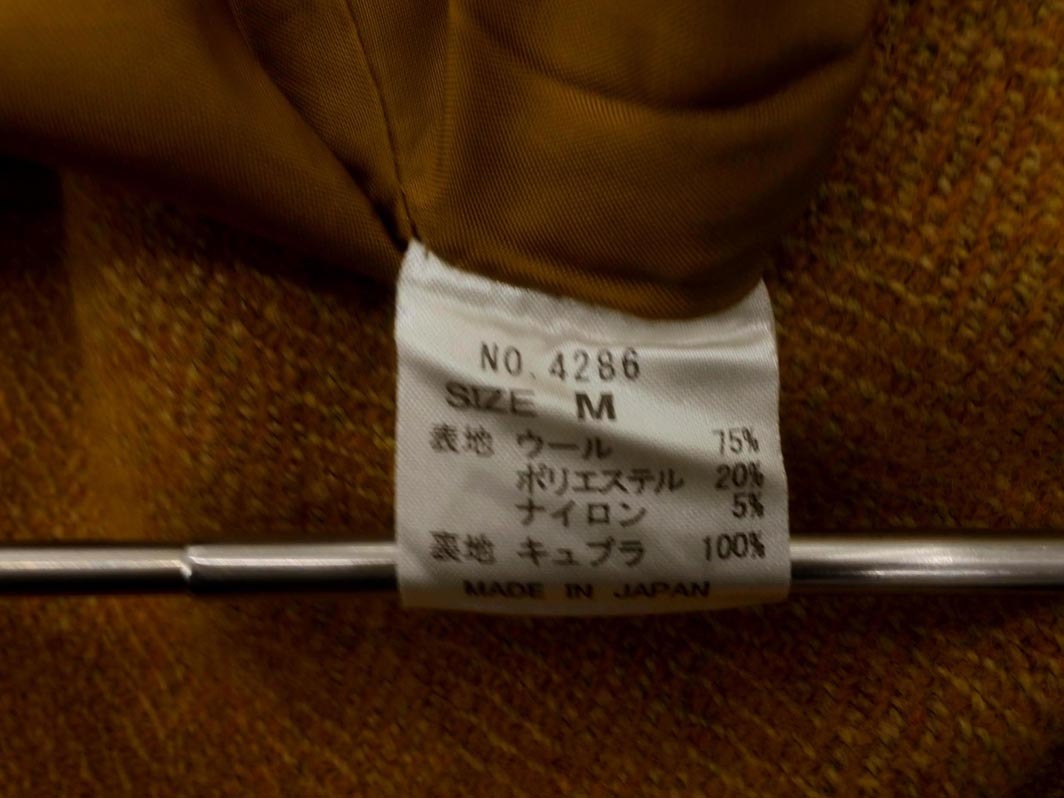 NO. 4286
SIZE M
表地 ウール 75%
ポリエステル 20%
ナイロン 5%
裏地 キュプラ 100%
MADE IN JAPAN